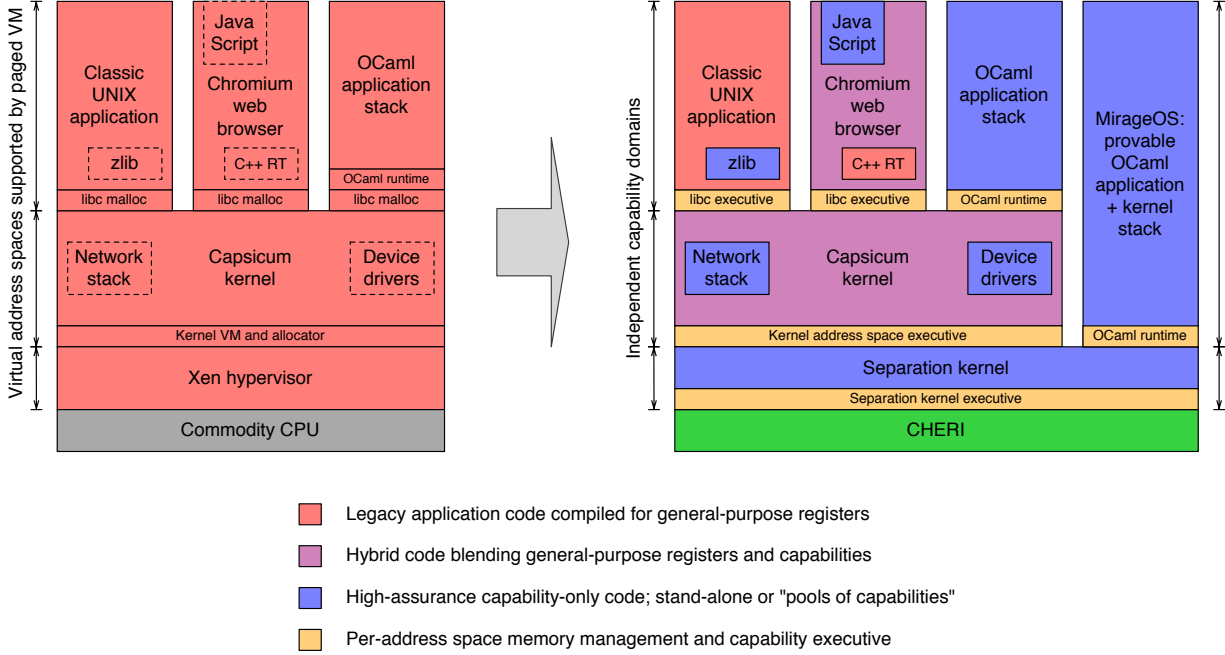 Virtual address spaces supported by paged VM
Classic
UNIX
application
zlib
libc malloc
Java
Script
Chromium
web
browser
C++ RT
libc malloc
OCaml
application
stack
OCaml runtime
libc malloc
Network
stack
Capsicum
kernel
Device
drivers
Kernel VM and allocator
Xen hypervisor
Commodity CPU
Independent capability domains
Classic
UNIX
application
zlib
libc executive
Java
Script
Chromium
web
browser
C++ RT
libc executive
OCaml
application
stack
OCaml runtime
MirageOS:
provable
OCaml
application
+ kernel
stack
OCaml runtime
Network
stack
Capsicum
kernel
Device
drivers
Kernel address space executive
Separation kernel
Separation kernel executive
CHERI
Legacy application code compiled for general-purpose registers
Hybrid code blending general-purpose registers and capabilities
High-assurance capability-only code; stand-alone or "pools of capabilities"
Per-address space memory management and capability executive